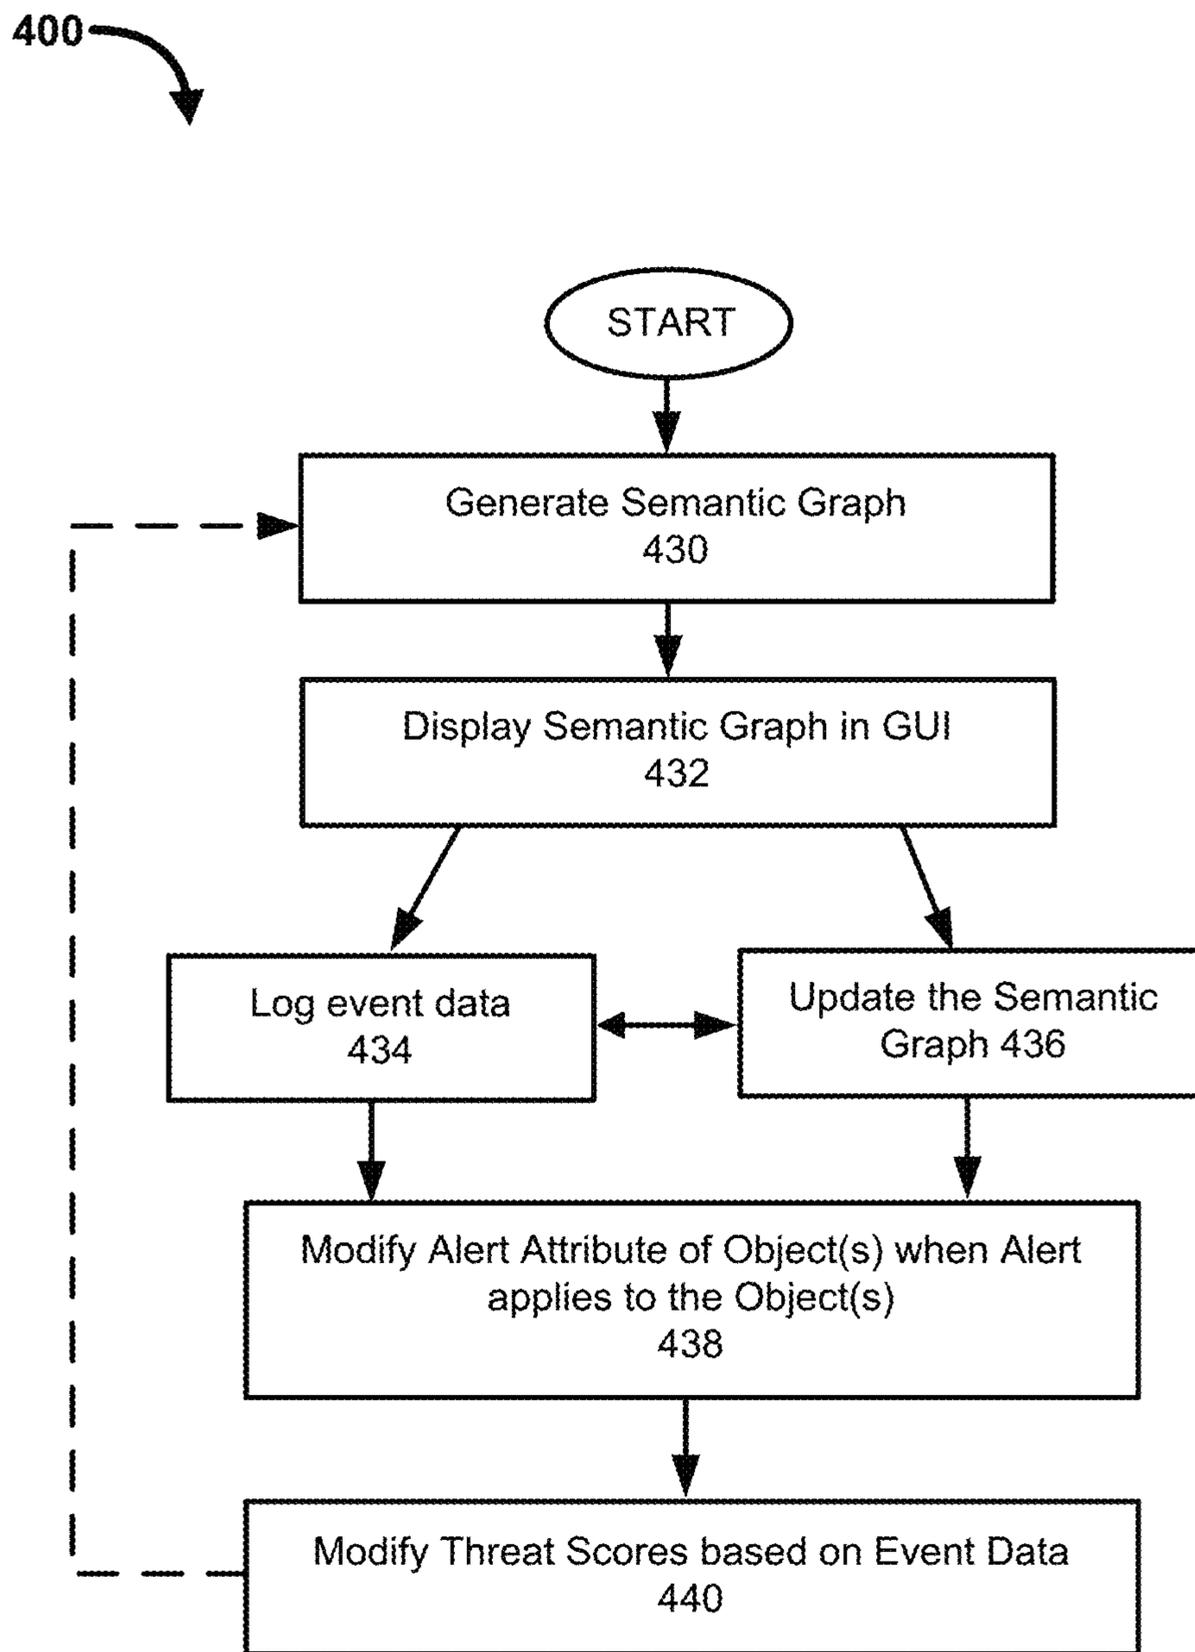 400
START
Generate Semantic Graph
430
Display Semantic Graph in GUI
432
Log event data
434
Update the Semantic
Graph 436
Modify Alert Attribute of Object(s) when Alert
applies to the Object(s)
438
Modify Threat Scores based on Event Data
440